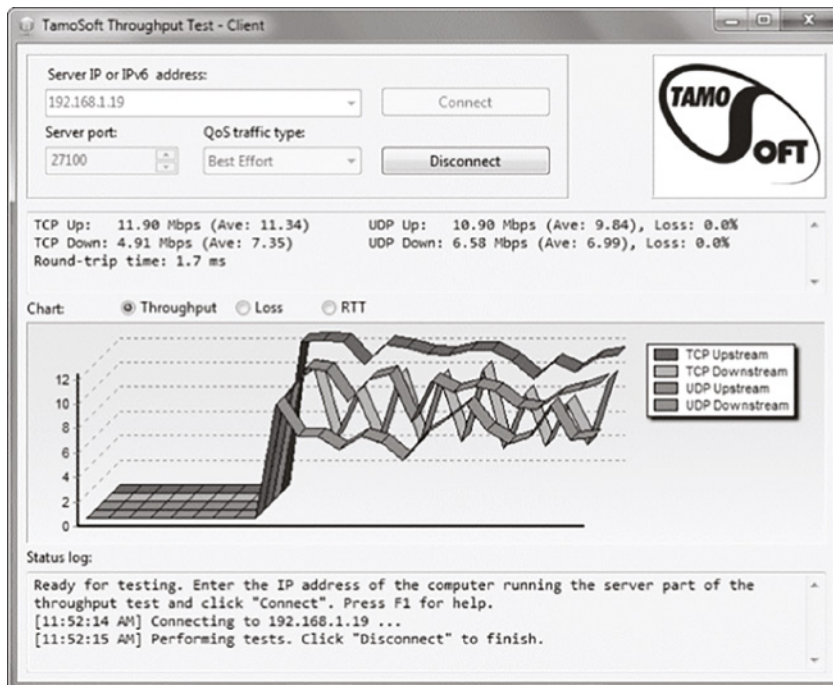 TamoSoft Throughput Test - Client
Server IP or IPv6 address:
192.168.1.19
Connect
Server port:
QoS traffic type:
27100
Best Effort
Disconnect
TAMO
SOFT
TCP Up: 11.90 Mbps (Ave: 11.34) UDP Up: 10.90 Mbps (Ave: 9.84), Loss: 0.0%
TCP Down: 4.91 Mbps (Ave: 7.35) UDP Down: 6.58 Mbps (Ave: 6.99), Loss: 0.0%
Round-trip time: 1.7 ms
Chart: Throughput Loss RTT
12
10
8
6
4
2
0
TCP Upstream
TCP Downstream
UDP Upstream
UDP Downstream
Status log:
Ready for testing. Enter the IP address of the computer running the server part of the
throughput test and click "Connect". Press F1 for help.
[11:52:14 AM] Connecting to 192.168.1.19 ...
[11:52:15 AM] Performing tests. Click "Disconnect" to finish.